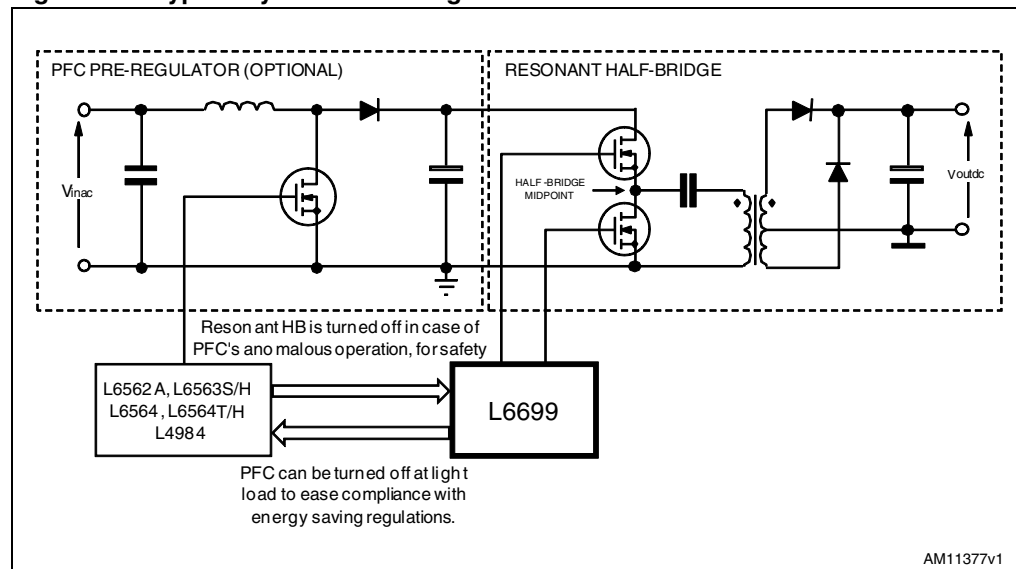 PFC PRE-REGULATOR (OPTIONAL)
RESONANT HALF-BRIDGE
Vinac
HALF-BRIDGE
MIDPOINT
Voutdc
Resonant HB is turned off in case of
PFC's anomalous operation, for safety
L6562A, L6563S/H
L6564, L6564T/H
L4984
L6699
PFC can be turned off at light
load to ease compliance with
energy saving regulations.
AM11377v1